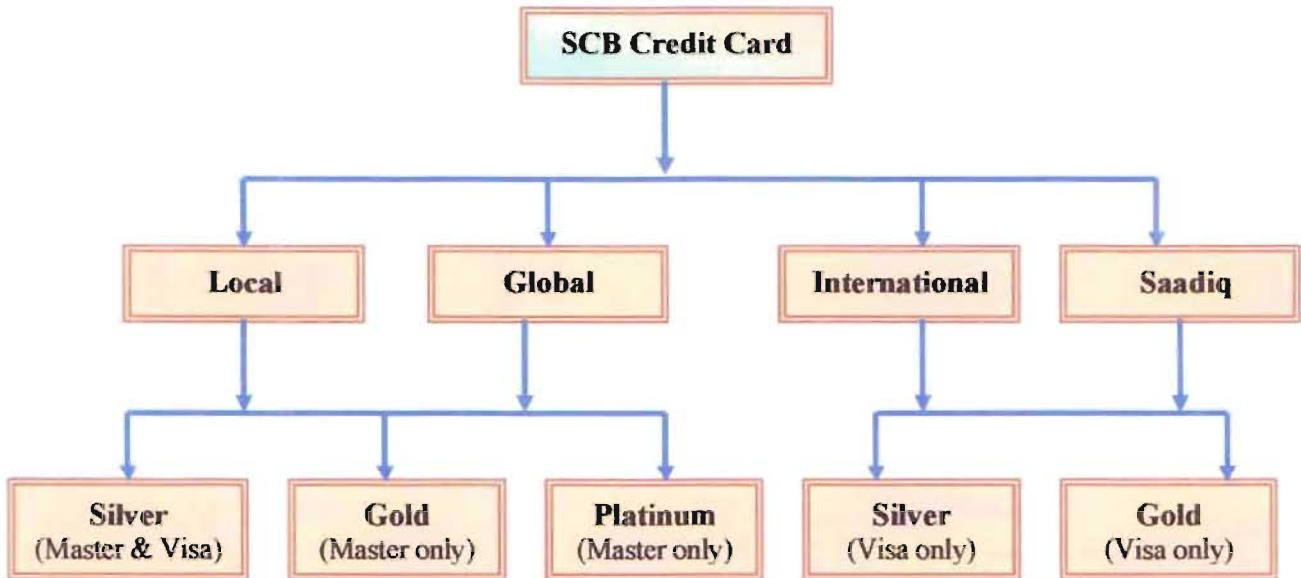 SCB Credit Card
Local
Global
International
Saadiq
Silver
(Master & Visa)
Gold
(Master only)
Platinum
(Master only)
Silver
(Visa only)
Gold
(Visa only)